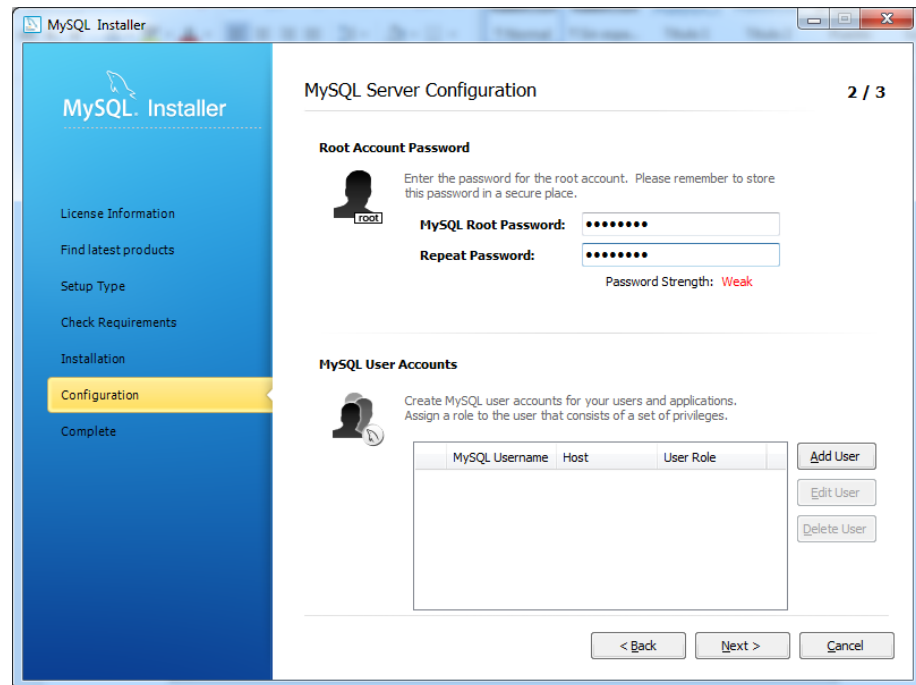 MySQL Installer
MySQL. Installer
License Information
Find latest products
Setup Type
Check Requirements
Installation
Configuration
Complete
MySQL Server Configuration
2 / 3
Root Account Password
Enter the password for the root account. Please remember to store
this password in a secure place.
root
MySQL Root Password: ●●●●●●●●
Repeat Password: ●●●●●●●●
Password Strength: Weak
MySQL User Accounts
Create MySQL user accounts for your users and applications.
Assign a role to the user that consists of a set of privileges.
MySQL Username Host User Role
Add User
Edit User
Delete User
< Back Next > Cancel